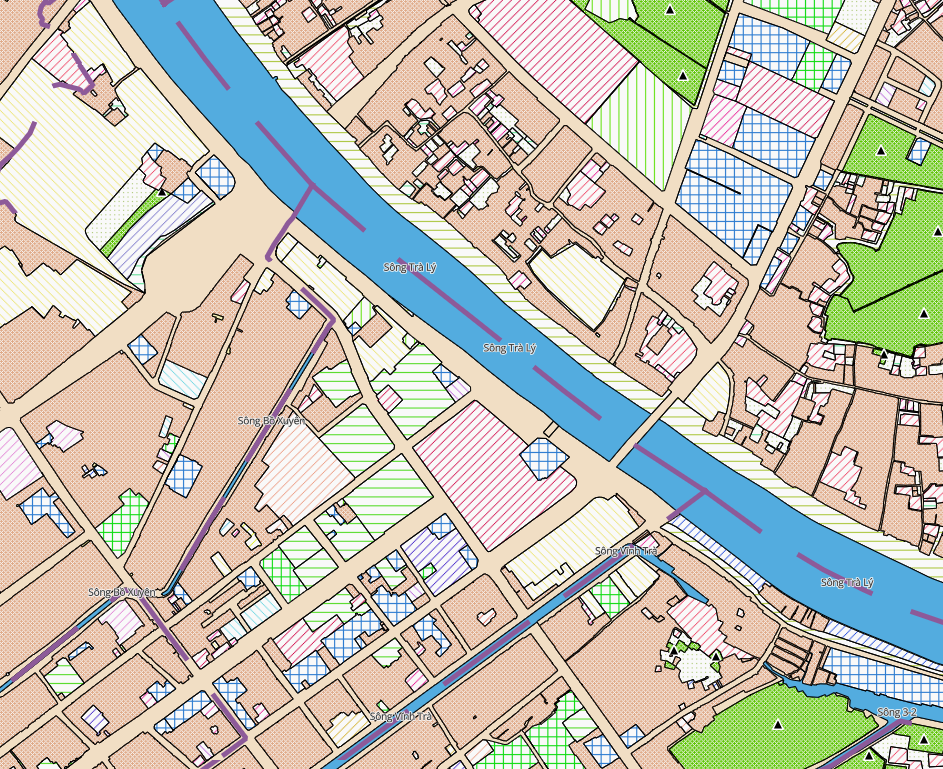 Sông Trà Lý
Sông Trà Lý
Sông Bồ Xuyên
Sông Vĩnh Trà
Sông Trà Lý
Sông Bồ Xuyên
Sông Vĩnh Trà
Sông 3-2